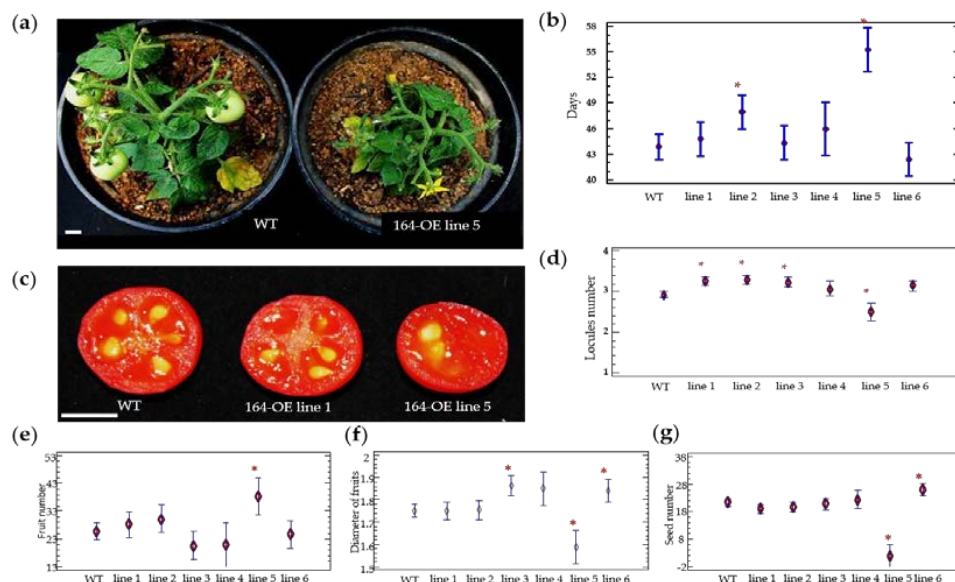 (a)
WT
164-OE line 5
(b)
Days
58
55
52
49
46
43
40
*
*
WT line 1 line 2 line 3 line 4 line 5 line 6
(c)
WT
164-OE line 1
164-OE line 5
(d)
Locules number
4
3
2
1
* * * *
WT line 1 line 2 line 3 line 4 line 5 line 6
(e)
Fruit number
53
43
33
23
13
*
WT line 1 line 2 line 3 line 4 line 5 line 6
(f)
Diameter of fruits
2
1.9
1.8
1.7
1.6
1.5
* * *
WT line 1 line 2 line 3 line 4 line 5 line 6
(g)
Seed number
38
28
18
8
-2
* *
WT line 1 line 2 line 3 line 4 line 5 line 6